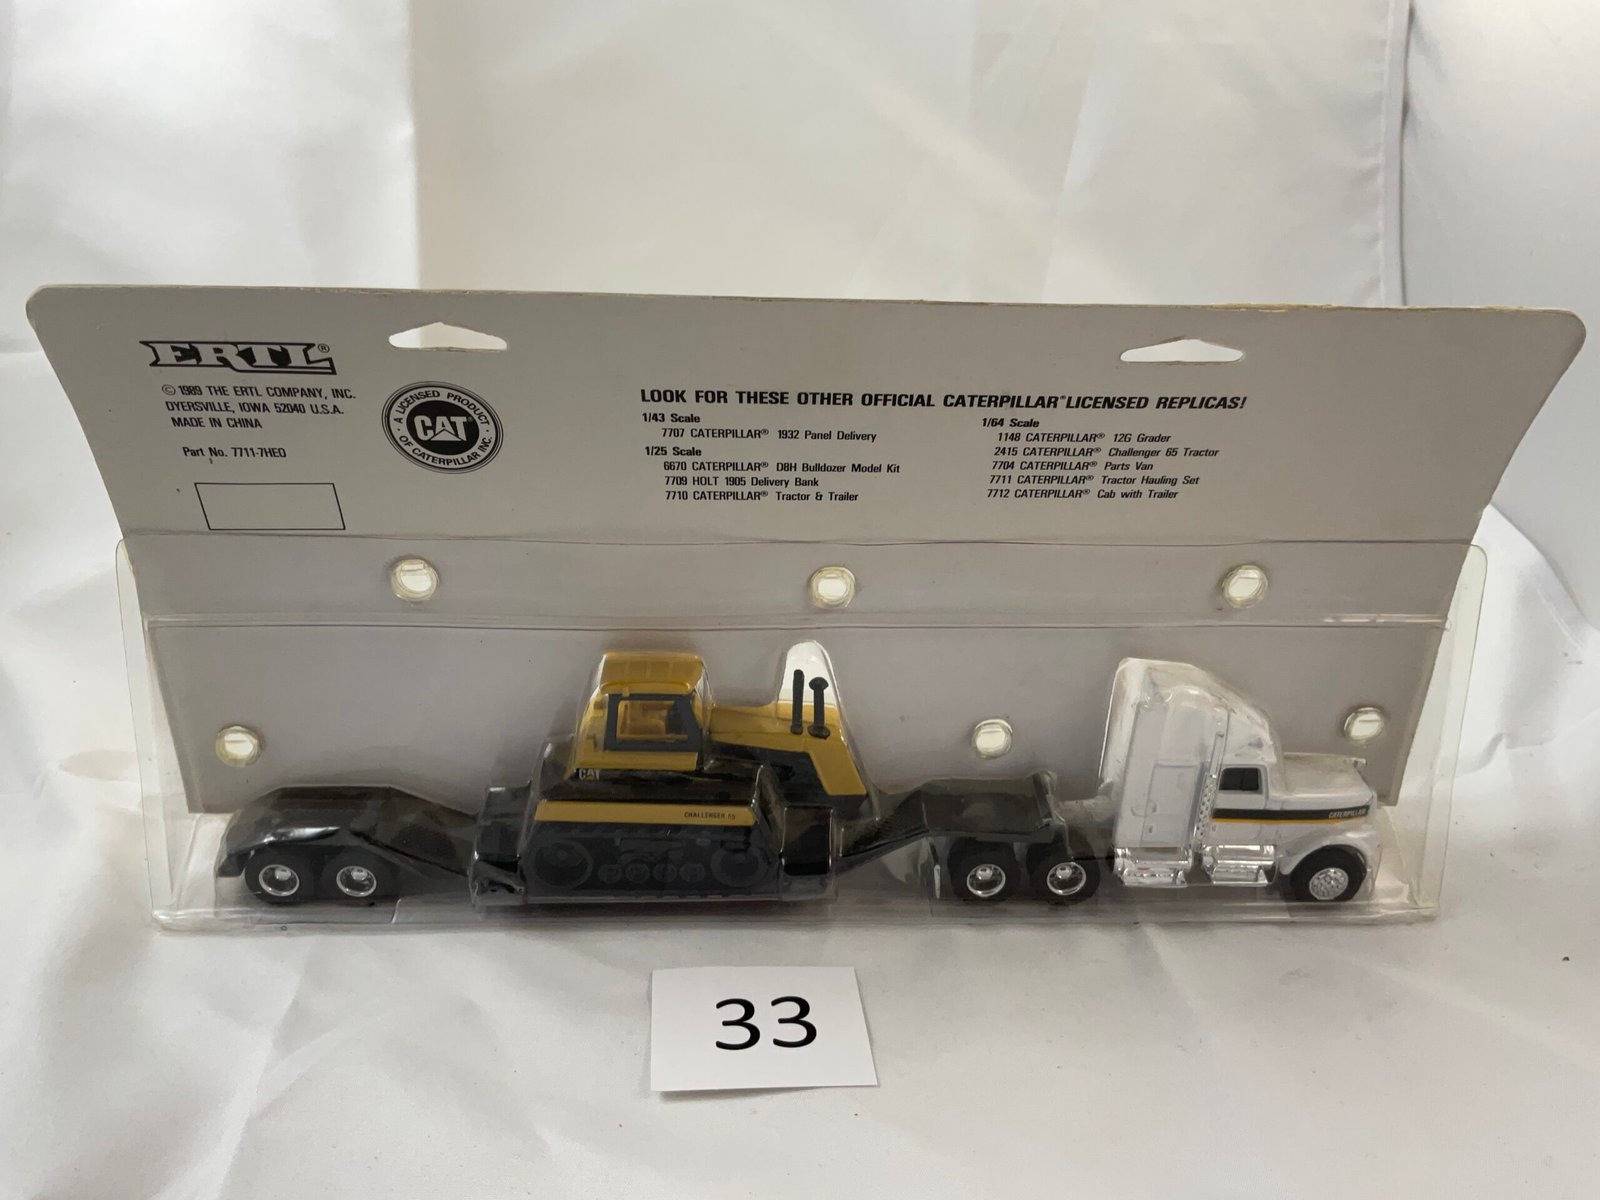 ERTL®
© 1989 THE ERTL COMPANY, INC.
DYERSVILLE, IOWA 52040 U.S.A.
MADE IN CHINA
Part No. 7711-7HEO
A LICENSED PRODUCT
CAT
OF CATERPILLAR INC.
LOOK FOR THESE OTHER OFFICIAL CATERPILLAR® LICENSED REPLICAS!
1/43 Scale
7707 CATERPILLAR® 1932 Panel Delivery
1/25 Scale
6670 CATERPILLAR® D8H Bulldozer Model Kit
7709 HOLT 1905 Delivery Bank
7710 CATERPILLAR® Tractor & Trailer
1/64 Scale
1148 CATERPILLAR® 12G Grader
2415 CATERPILLAR® Challenger 65 Tractor
7704 CATERPILLAR® Parts Van
7711 CATERPILLAR® Tractor Hauling Set
7712 CATERPILLAR® Cab with Trailer
CAT
CHALLENGER 65
CATERPILLAR
33